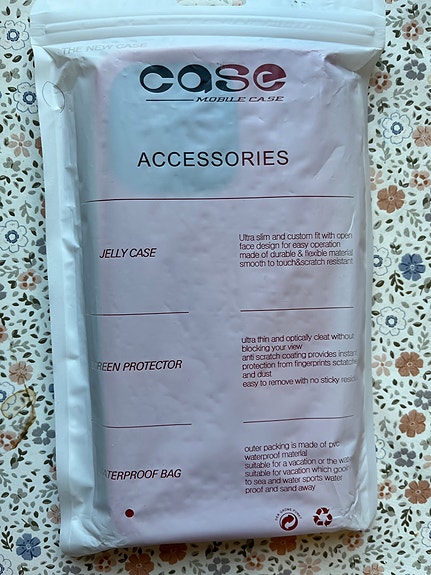 THE NEW CASE
case
MOBILE CASE
ACCESSORIES
JELLY CASE
Ultra slim and custom fit with open
face design for easy operation
made of durable & flexible material
smooth to touch&scratch resistant
REEN PROTECTOR
ultra thin and optically cleat without
blocking your view
anti scratch coating provides instant
protection from fingerprints sctatche
and dust
easy to remove with no sticky resid
ATERPROOF BAG
outer packing is made of pvc
waterproof material
suitable for a vacation or the wate
suitable for vacation which good
to sea and water sports water
proof and sand away